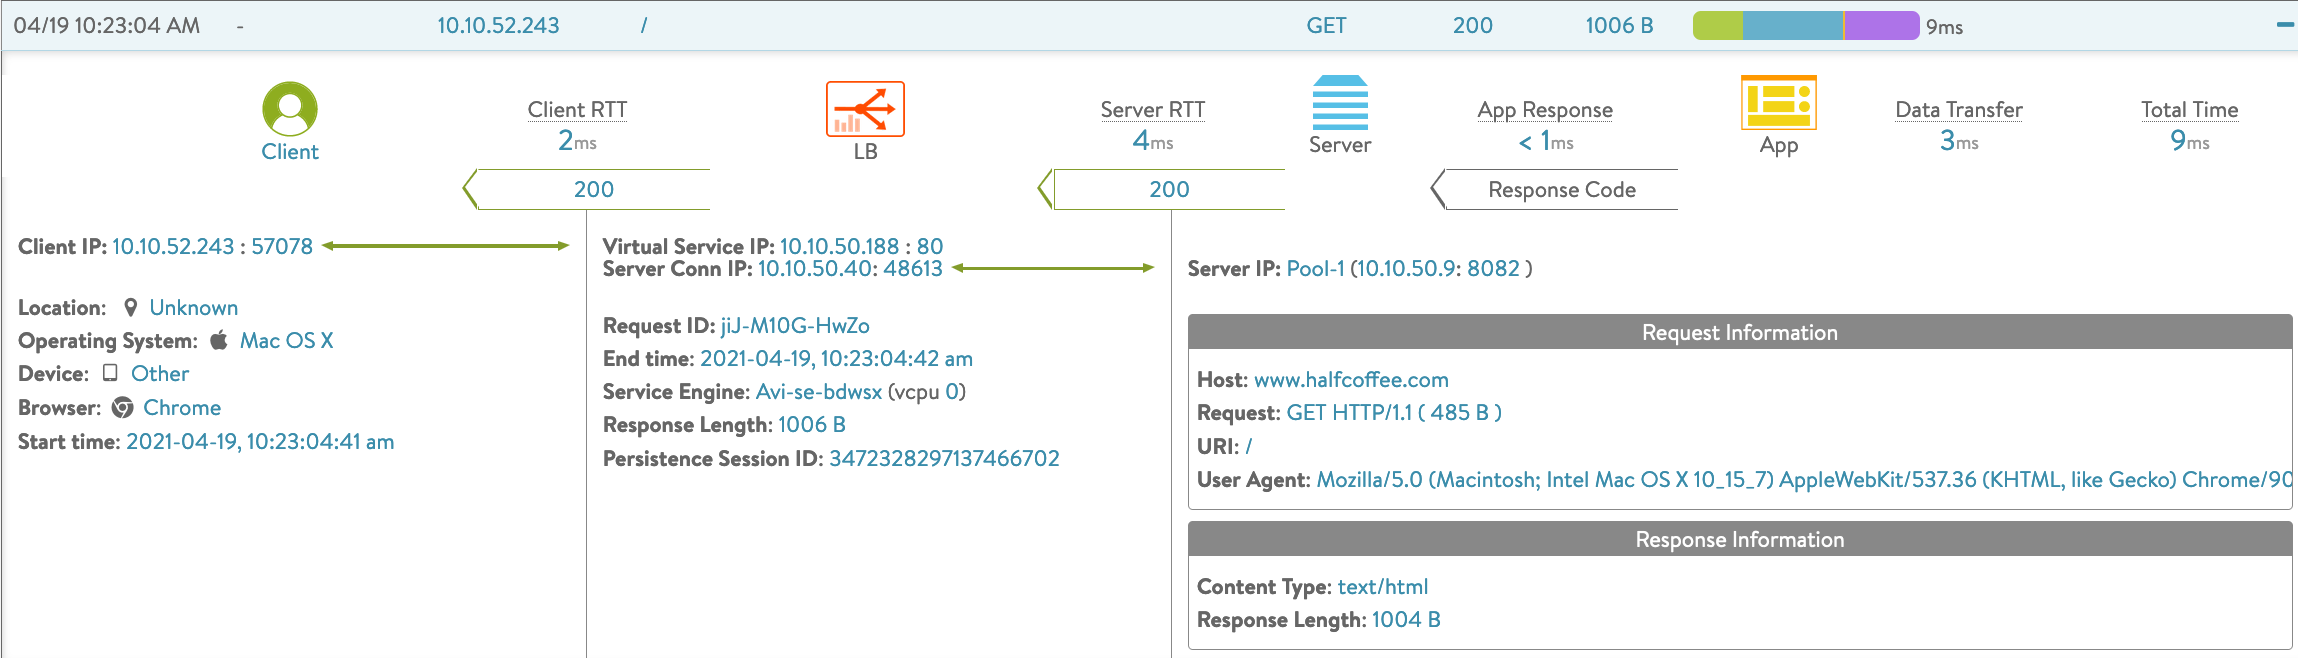 04/19 10:23:04 AM - 10.10.52.243 / GET 200 1006 B 9ms
Client RTT Server RTT App Response Data Transfer Total Time
2ms 4ms < 1ms 3ms 9ms
Client LB Server App
200 200 Response Code
Client IP: 10.10.52.243 : 57078
Location: Unknown
Operating System: Mac OS X
Device: Other
Browser: Chrome
Start time: 2021-04-19, 10:23:04:41 am
Virtual Service IP: 10.10.50.188 : 80
Server Conn IP: 10.10.50.40: 48613
Request ID: jiJ-M10G-HwZo
End time: 2021-04-19, 10:23:04:42 am
Service Engine: Avi-se-bdwsx (vcpu 0)
Response Length: 1006 B
Persistence Session ID: 3472328297137466702
Server IP: Pool-1 (10.10.50.9: 8082 )
Request Information
Host: www.halfcoffee.com
Request: GET HTTP/1.1 ( 485 B )
URI: /
User Agent: Mozilla/5.0 (Macintosh; Intel Mac OS X 10_15_7) AppleWebKit/537.36 (KHTML, like Gecko) Chrome/90
Response Information
Content Type: text/html
Response Length: 1004 B